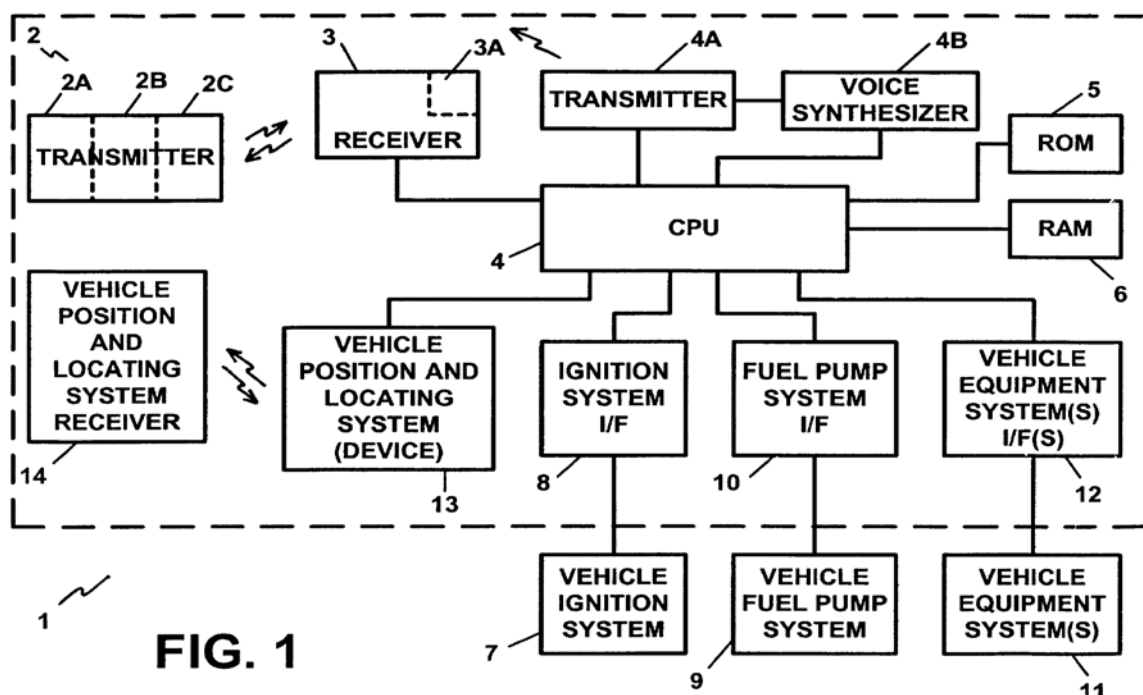 2
2A
2B
2C
TRANSMITTER
3
3A
RECEIVER
4A
TRANSMITTER
4B
VOICE
SYNTHESIZER
5
ROM
CPU
4
RAM
6
VEHICLE
POSITION
AND
LOCATING
SYSTEM
RECEIVER
14
VEHICLE
POSITION AND
LOCATING
SYSTEM
(DEVICE)
13
IGNITION
SYSTEM
I/F
8
FUEL PUMP
SYSTEM
I/F
10
VEHICLE
EQUIPMENT
SYSTEM(S)
I/F(S)
12
1
FIG. 1
VEHICLE
IGNITION
SYSTEM
7
VEHICLE
FUEL PUMP
SYSTEM
9
VEHICLE
EQUIPMENT
SYSTEM(S)
11